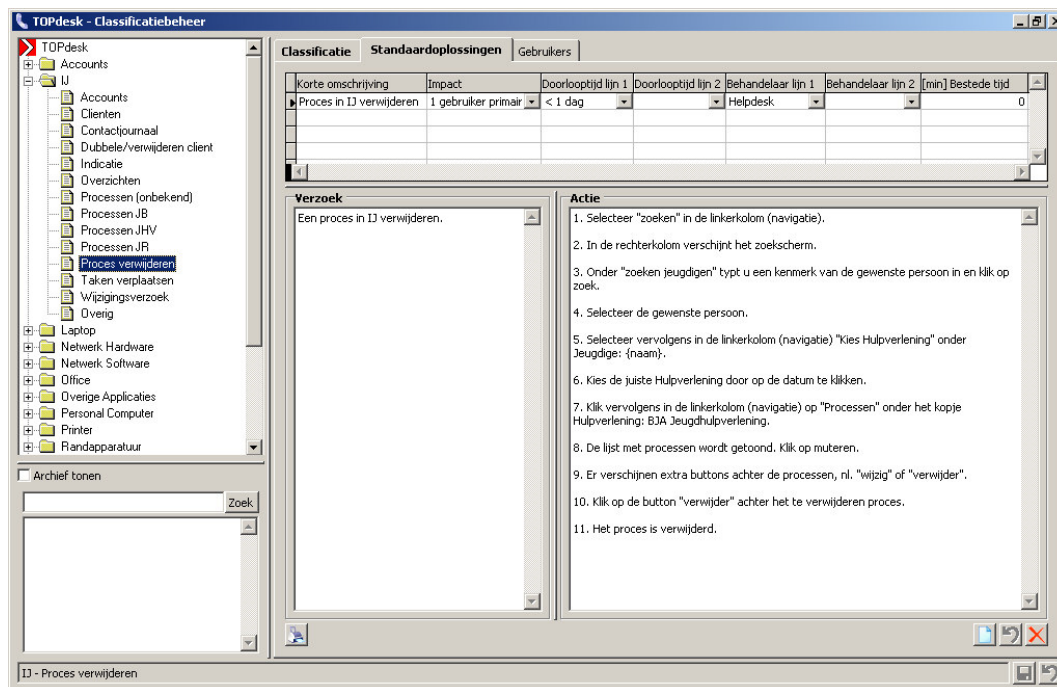 TOPdesk - Classificatiebeheer
TOPdesk
Accounts
IJ
Accounts
Clienten
Contactjournaal
Dubbele/verwijderen client
Indicatie
Overzichten
Processen (onbekend)
Processen JB
Processen JHV
Processen JR
Proces verwijderen
Taken verplaatsen
Wijzigingsverzoek
Overig
Laptop
Netwerk Hardware
Netwerk Software
Office
Overige Applicaties
Personal Computer
Printer
Randapparatuur
Archief tonen
Zoek
Classificatie Standaardoplossingen Gebruikers
Korte omschrijving Impact Doorlooptijd lijn 1 Doorlooptijd lijn 2 Behandelaar lijn 1 Behandelaar lijn 2 [min] Bestede tijd
Proces in IJ verwijderen 1 gebruiker primair < 1 dag Helpdesk 0
Verzoek
Een proces in IJ verwijderen.
Actie
1. Selecteer "zoeken" in de linkerkolom (navigatie).
2. In de rechterkolom verschijnt het zoekscherm.
3. Onder "zoeken jeugdigen" typt u een kenmerk van de gewenste persoon in en klik op
zoek.
4. Selecteer de gewenste persoon.
5. Selecteer vervolgens in de linkerkolom (navigatie) "Kies Hulpverlening" onder
Jeugdige: {naam}.
6. Kies de juiste Hulpverlening door op de datum te klikken.
7. Klik vervolgens in de linkerkolom (navigatie) op "Processen" onder het kopje
Hulpverlening: BJA Jeugdhulpverlening.
8. De lijst met processen wordt getoond. Klik op muteren.
9. Er verschijnen extra buttons achter de processen, nl. "wijzig" of "verwijder".
10. Klik op de button "verwijder" achter het te verwijderen proces.
11. Het proces is verwijderd.
IJ - Proces verwijderen